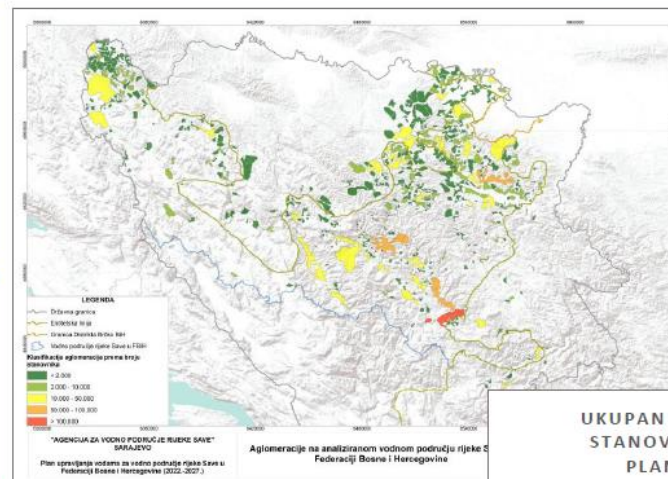 LEGENDA
Državna granica
Entitetska linija
Granica Distrikta Brčko BiH
Vodno područje rijeke Save u FBiH
Klasifikacija aglomeracija prema broju
stanovnika
< 2.000
2.000 - 10.000
10.000 - 50.000
50.000 - 100.000
> 100.000
"AGENCIJA ZA VODNO PODRUČJE RIJEKE SAVE"
SARAJEVO
Plan upravljanja vodama za vodno područje rijeke Save u
Federaciji Bosne i Hercegovine (2022.-2027.)
Aglomeracije na analiziranom vodnom području rijeke S
Federaciji Bosne i Hercegovine
UKUPAN
STANOV
PLAN